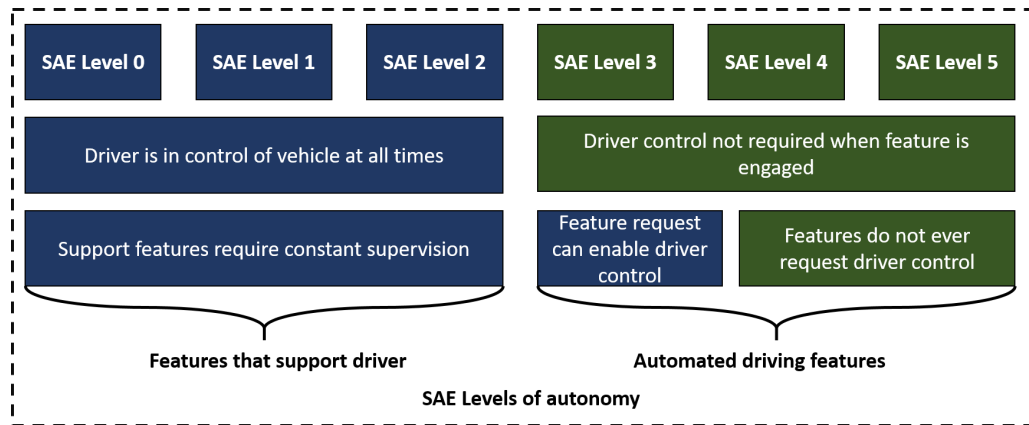 SAE Level 0
SAE Level 1
SAE Level 2
SAE Level 3
SAE Level 4
SAE Level 5
Driver is in control of vehicle at all times
Driver control not required when feature is
engaged
Support features require constant supervision
Feature request
can enable driver
control
Features do not ever
request driver control
Features that support driver
Automated driving features
SAE Levels of autonomy